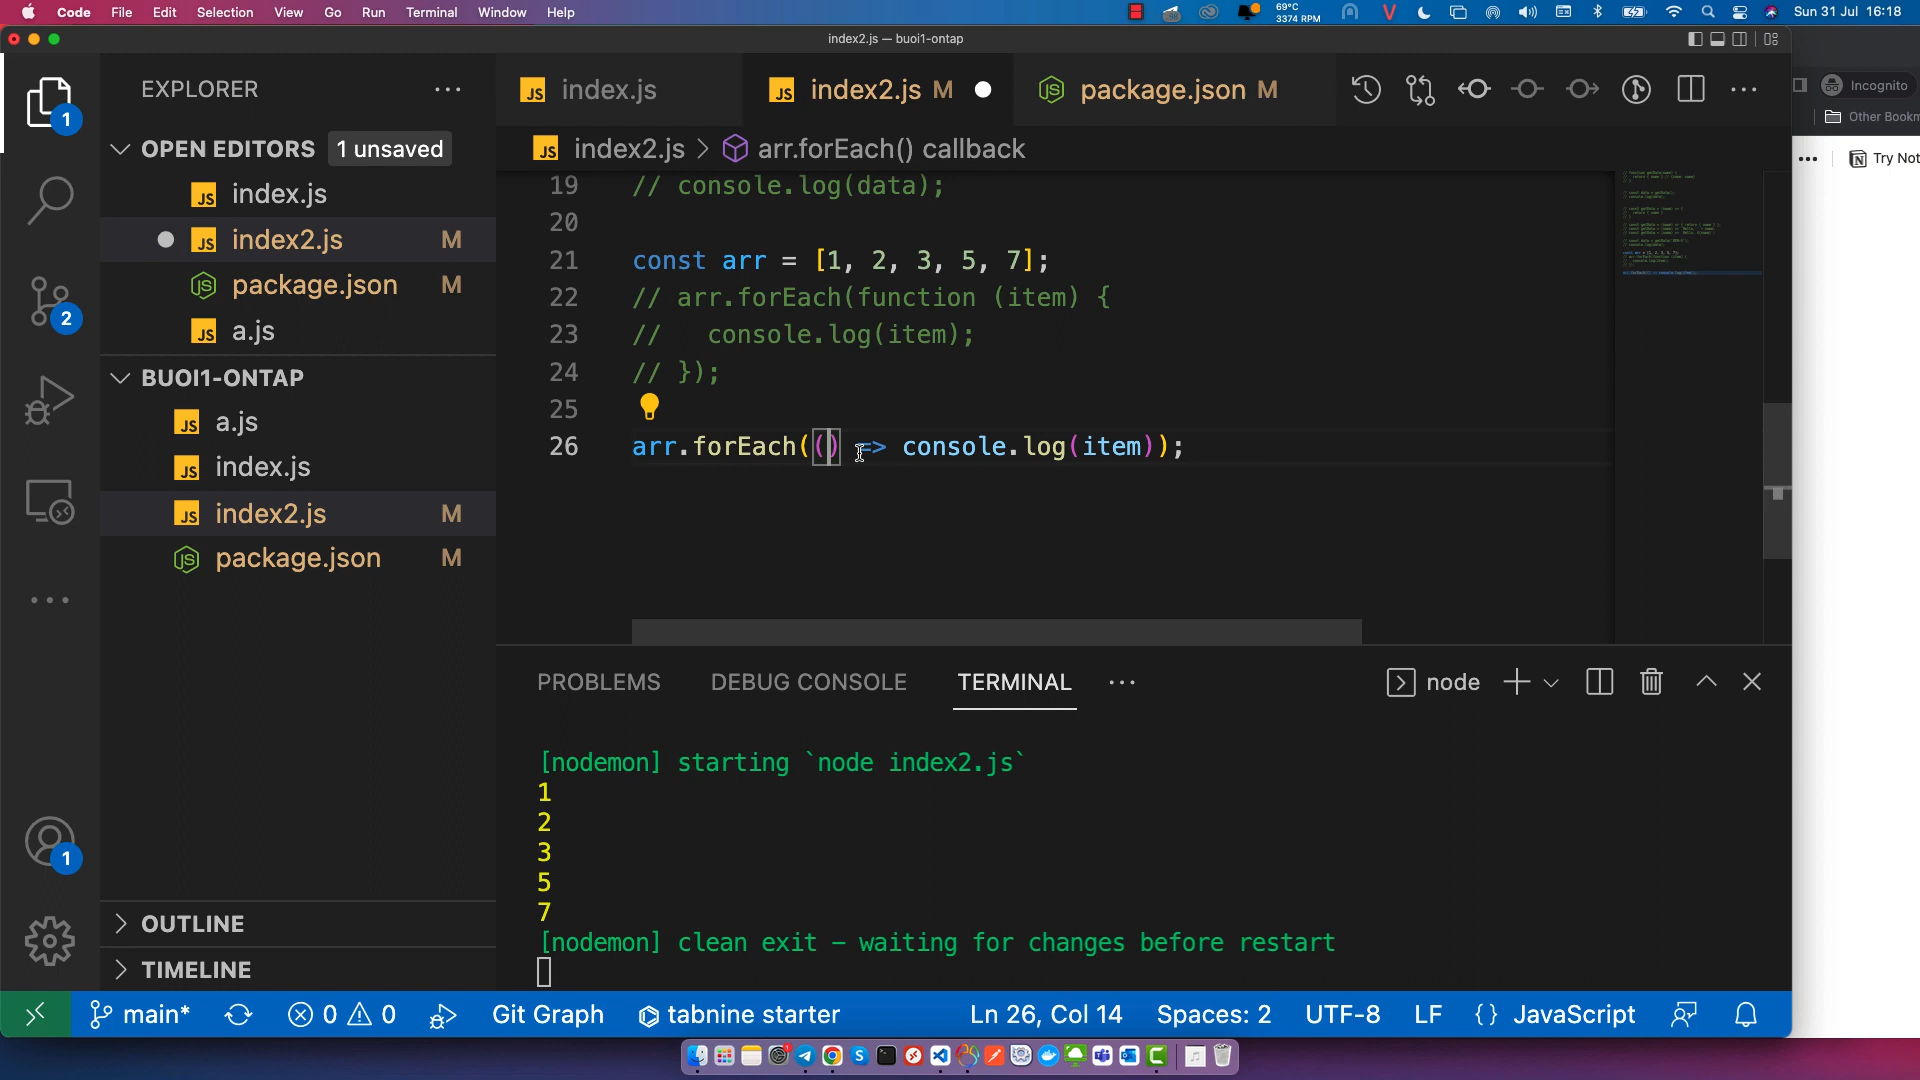 Code File Edit Selection View Go Run Terminal Window Help
69°C
3374 RPM
Sun 31 Jul 16:18
index2.js — buoi1-ontap
EXPLORER
OPEN EDITORS 1 unsaved
index.js
index2.js M
package.json M
a.js
BUOI1-ONTAP
a.js
index.js
index2.js M
package.json M
OUTLINE
TIMELINE
1
2
1
index.js
index2.js M
package.json M
index2.js > arr.forEach() callback
19 // console.log(data);
20
21 const arr = [1, 2, 3, 5, 7];
22 // arr.forEach(function (item) {
23 //   console.log(item);
24 // });
25
26 arr.forEach(() => console.log(item));
PROBLEMS DEBUG CONSOLE TERMINAL
node
[nodemon] starting `node index2.js`
1
2
3
5
7
[nodemon] clean exit – waiting for changes before restart
main* 0 0 Git Graph tabnine starter Ln 26, Col 14 Spaces: 2 UTF-8 LF {} JavaScript
Incognito
Other Bookm
Try Not